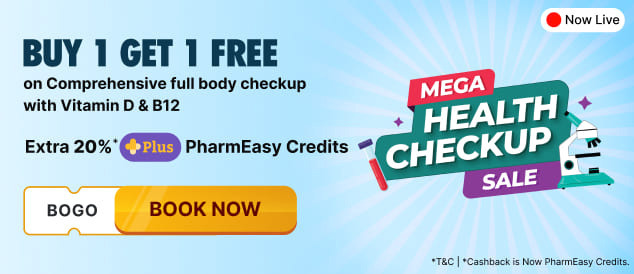 Now Live
BUY 1 GET 1 FREE
on Comprehensive full body checkup
with Vitamin D & B12
Extra 20%* Plus PharmEasy Credits
BOGO BOOK NOW
MEGA
HEALTH
CHECKUP
SALE
*T&C | *Cashback is Now PharmEasy Credits.